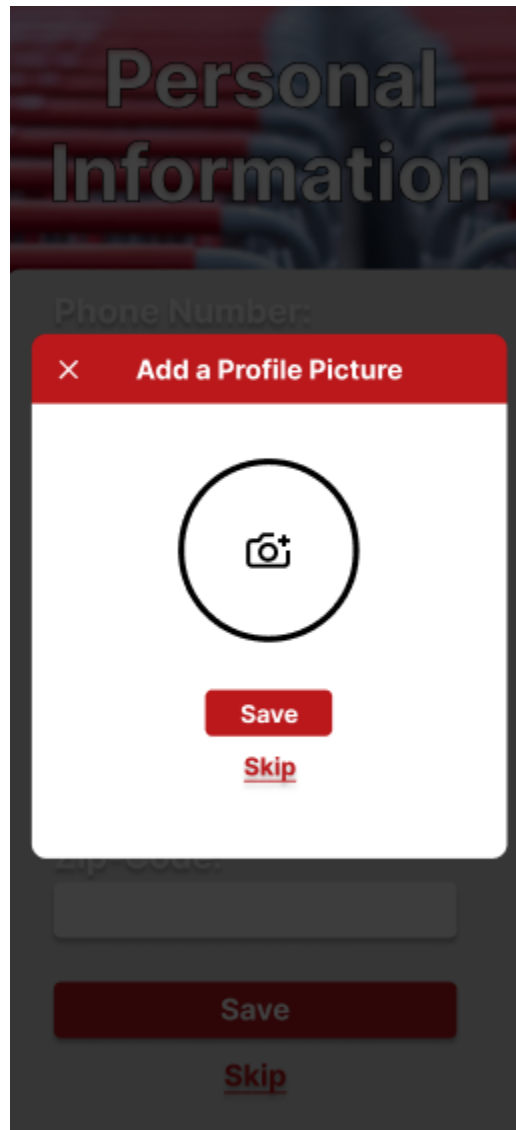 Personal
Information
Phone Number:
Add a Profile Picture
Save
Skip
Zip-Code:
Save
Skip